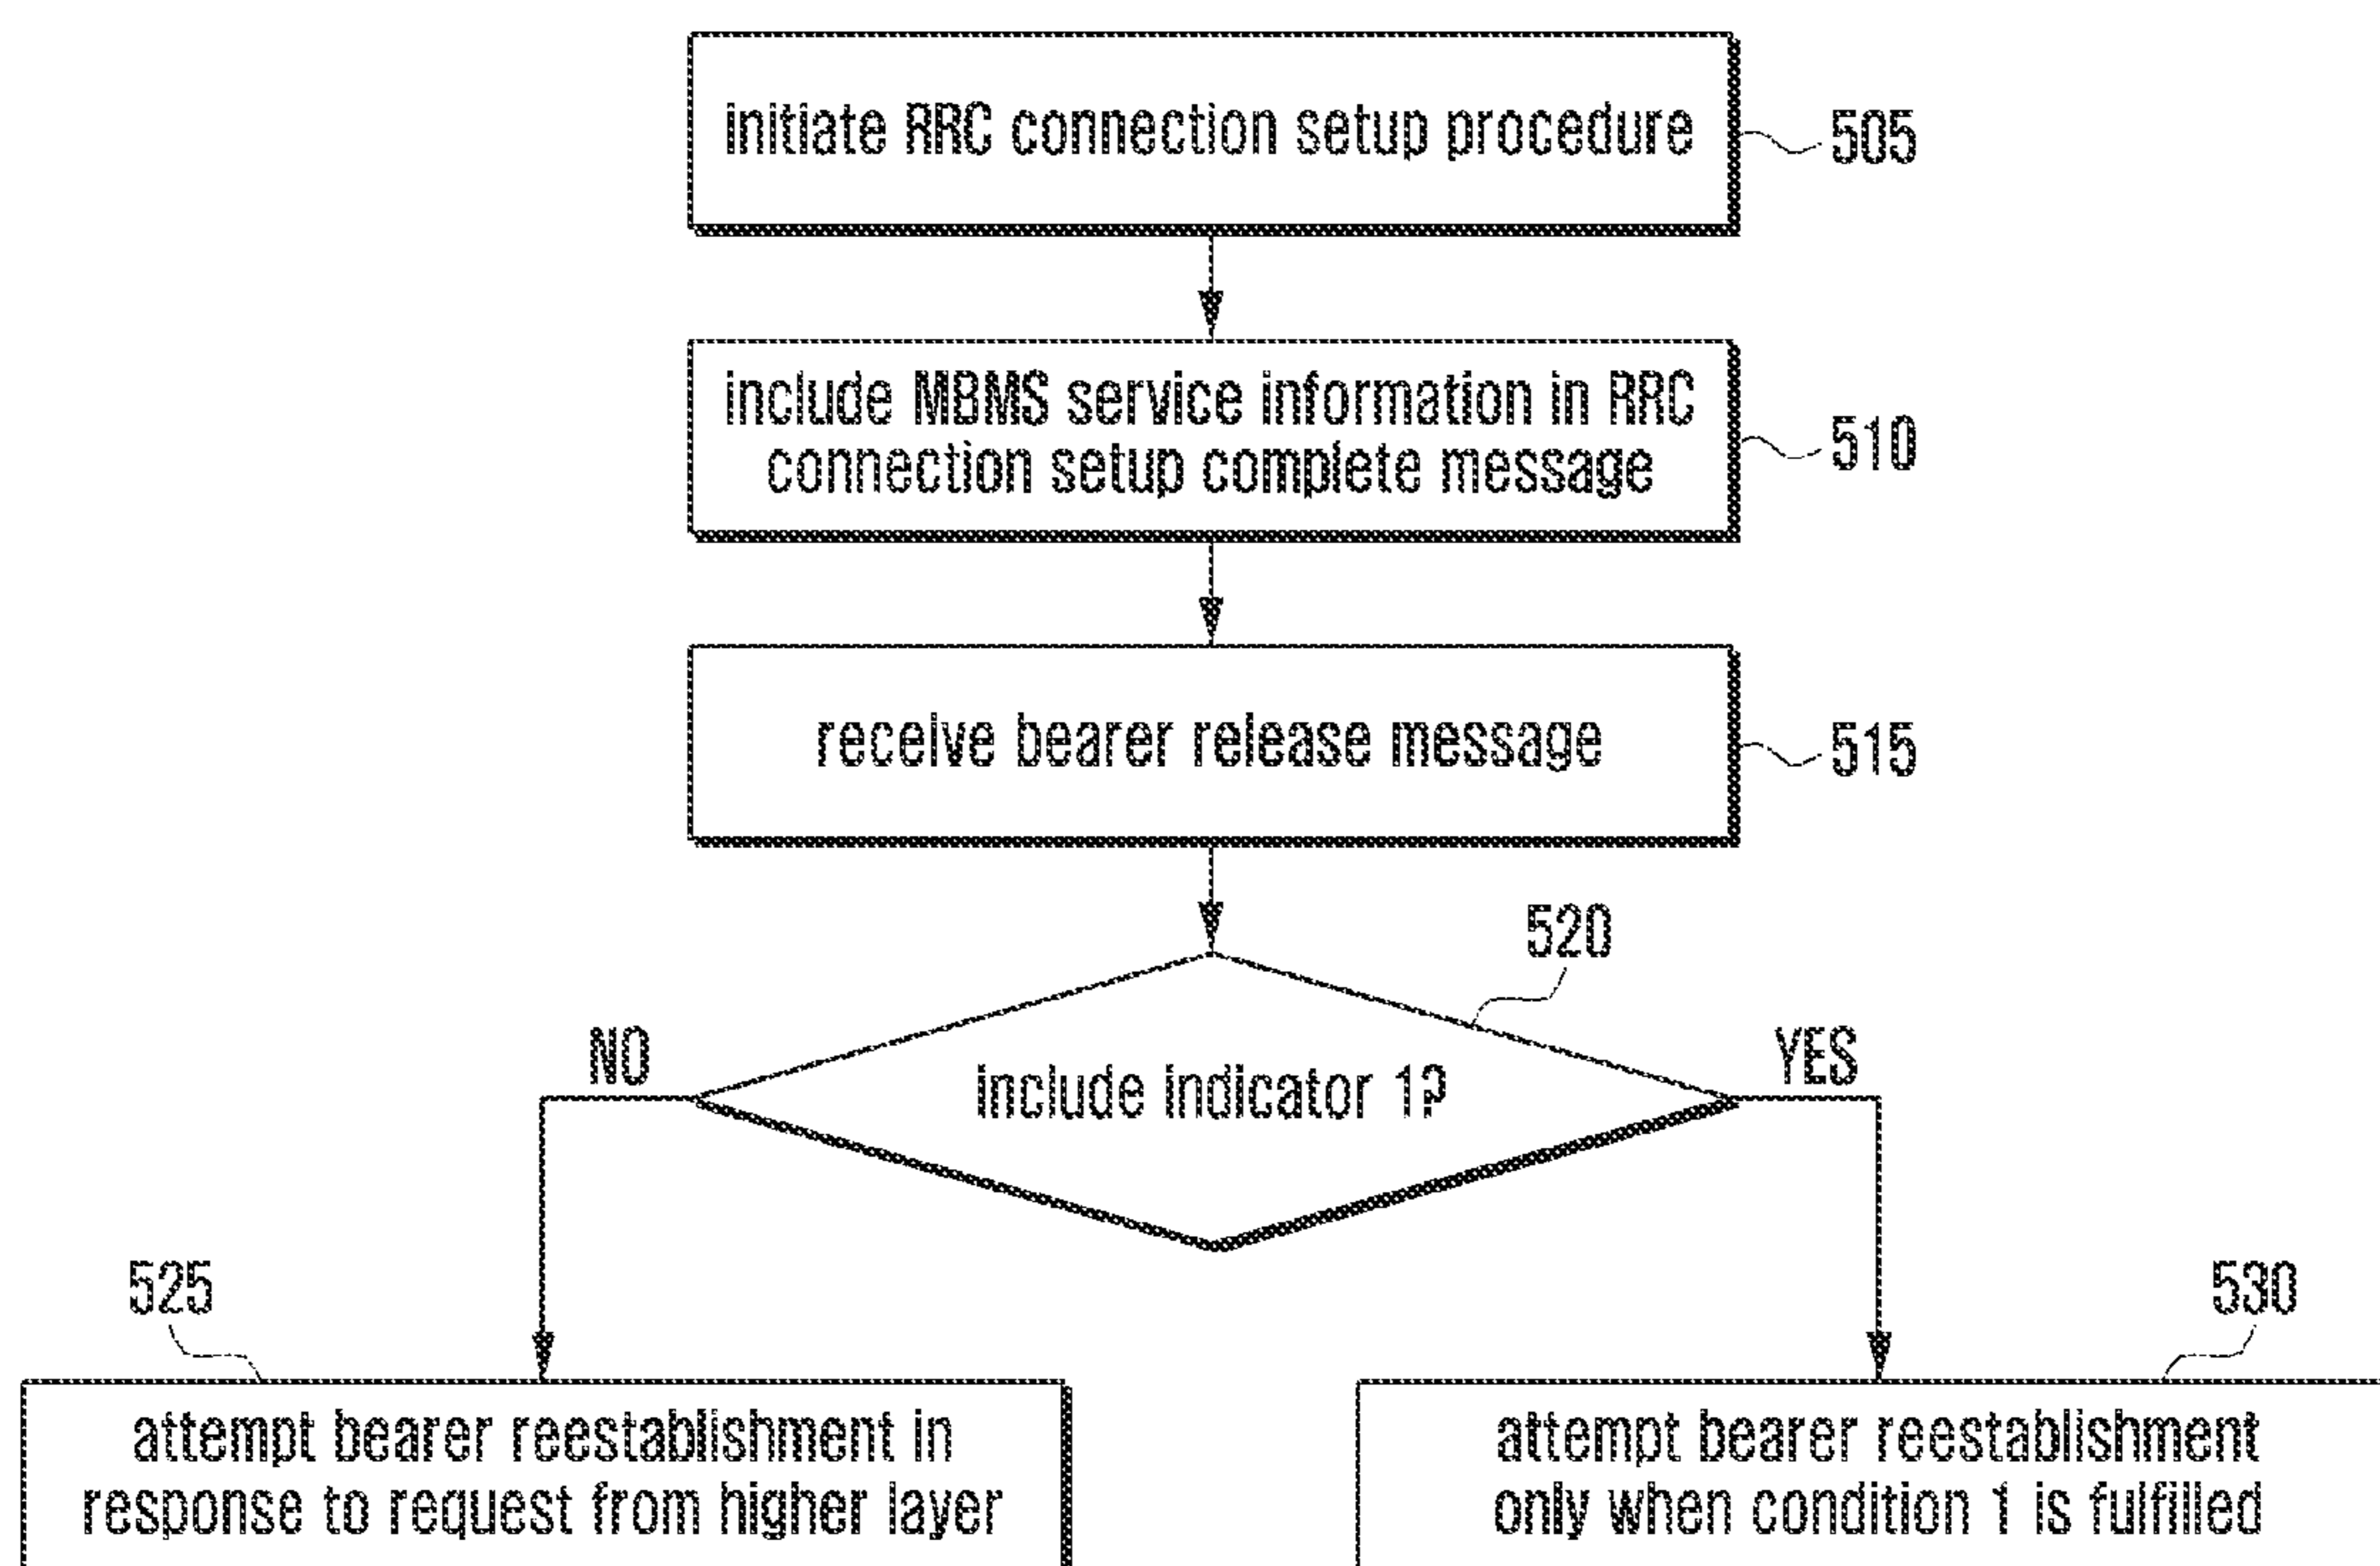 initiate RRC connection setup procedure
505
include MBMS service information in RRC
connection setup complete message
510
receive bearer release message
515
520
NO
include indicator 1?
YES
525
530
attempt bearer reestablishment in
response to request from higher layer
attempt bearer reestablishment
only when condition 1 is fulfilled